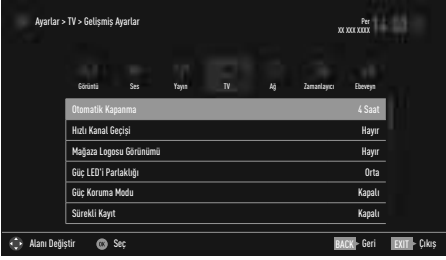 Ayarlar > TV > Gelişmiş Ayarlar
Per
XX XXX XXXX
Görüntü Ses Yayın TV Ağ Zamanlayıcı Ebeveyn
Otomatik Kapanma 4 Saat
Hızlı Kanal Geçişi Hayır
Mağaza Logosu Görünümü Hayır
Güç LED'i Parlaklığı Orta
Güç Koruma Modu Kapalı
Sürekli Kayıt Kapalı
Alanı Değiştir OK Seç BACK Geri EXIT Çıkış